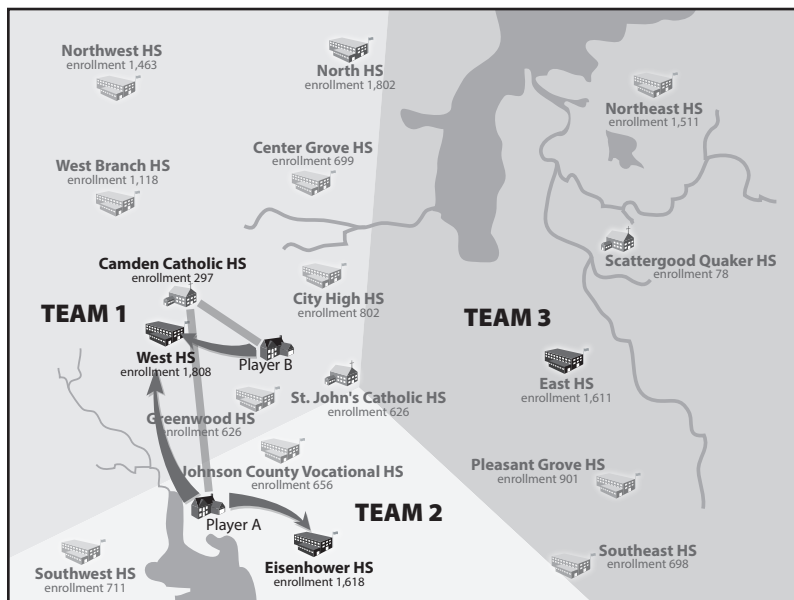 Northwest HS
enrollment 1,463
North HS
enrollment 1,802
Northeast HS
enrollment 1,511
Center Grove HS
enrollment 699
West Branch HS
enrollment 1,118
Camden Catholic HS
enrollment 297
Scattergood Quaker HS
enrollment 78
City High HS
enrollment 802
TEAM 1
TEAM 3
West HS
enrollment 1,808
Player B
East HS
enrollment 1,611
St. John's Catholic HS
enrollment 626
Greenwood HS
enrollment 626
Johnson County Vocational HS
enrollment 656
Pleasant Grove HS
enrollment 901
TEAM 2
Player A
Southeast HS
enrollment 698
Southwest HS
enrollment 711
Eisenhower HS
enrollment 1,618